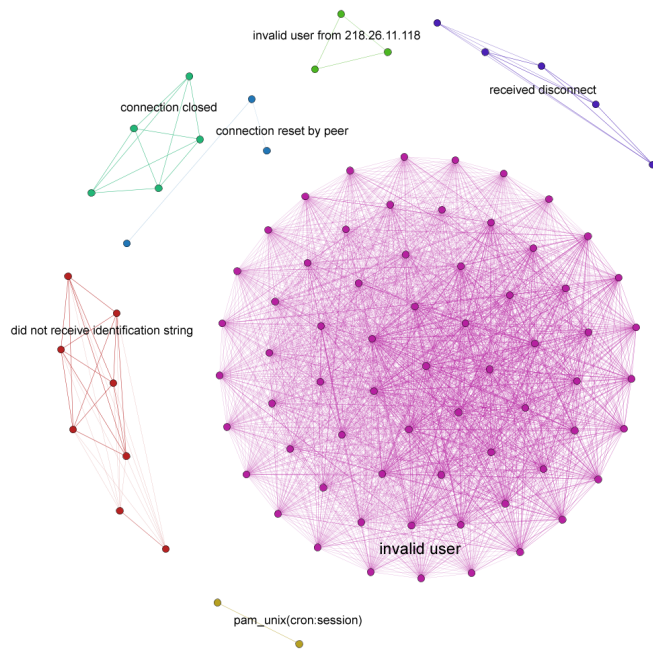 invalid user from 218.26.11.118
received disconnect
connection closed
connection reset by peer
did not receive identification string
invalid user
pam_unix(cron:session)